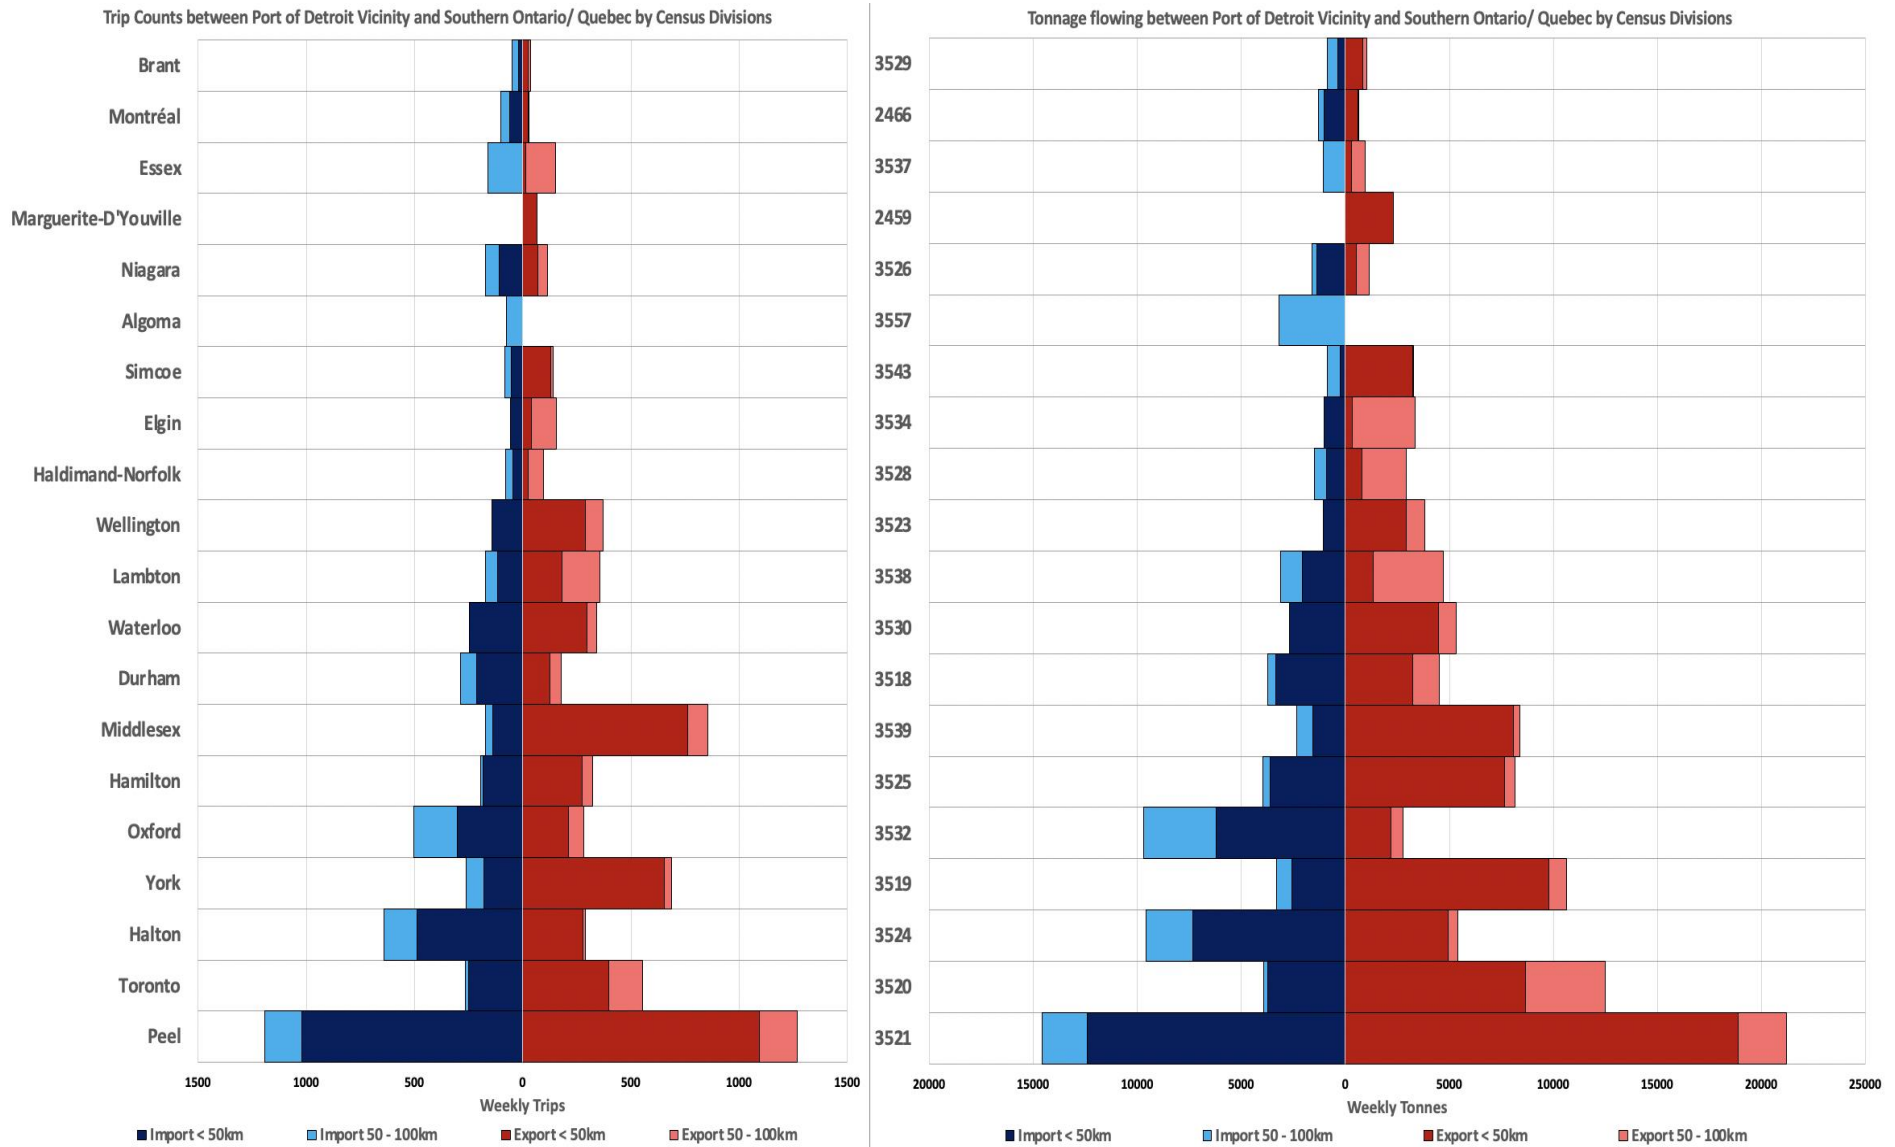 Trip Counts between Port of Detroit Vicinity and Southern Ontario/ Quebec by Census Divisions
Brant
Montréal
Essex
Marguerite-D'Youville
Niagara
Algoma
Simcoe
Elgin
Haldimand-Norfolk
Wellington
Lambton
Waterloo
Durham
Middlesex
Hamilton
Oxford
York
Halton
Toronto
Peel
1500 1000 500 0 500 1000 1500
Weekly Trips
Import < 50km Import 50 - 100km Export < 50km Export 50 - 100km
Tonnage flowing between Port of Detroit Vicinity and Southern Ontario/ Quebec by Census Divisions
3529
2466
3537
2459
3526
3557
3543
3534
3528
3523
3538
3530
3518
3539
3525
3532
3519
3524
3520
3521
20000 15000 10000 5000 0 5000 10000 15000 20000 25000
Weekly Tonnes
Import < 50km Import 50 - 100km Export < 50km Export 50 - 100km